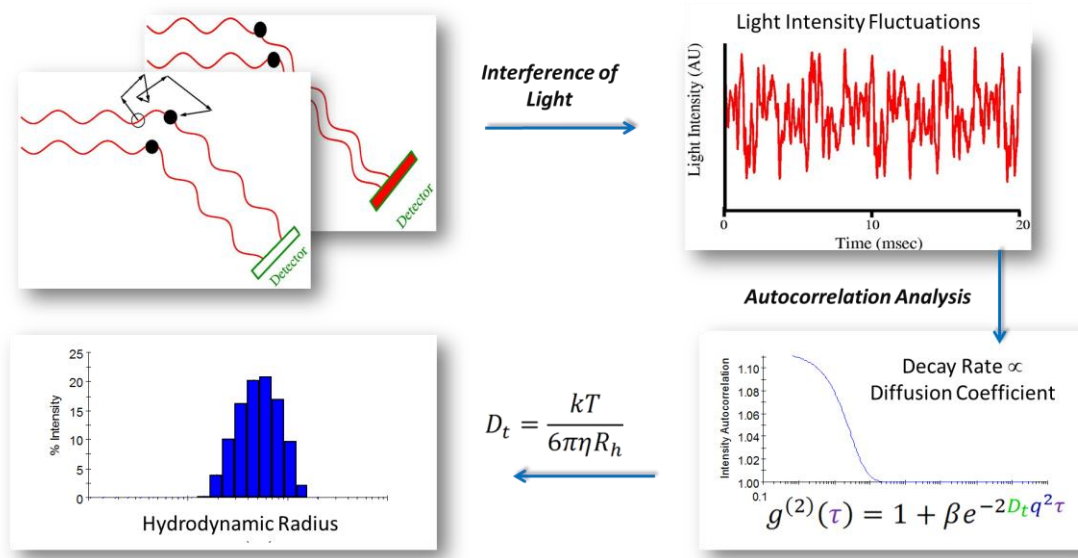 Detector
Detector
Interference of
Light
Light Intensity Fluctuations
Light Intensity (AU)
0
10
20
Time (msec)
Autocorrelation Analysis
Decay Rate ∝
Diffusion Coefficient
Intensity Autocorrelation
1.10
1.08
1.06
1.04
1.02
1.00
0.1
g⁽²⁾(τ) = 1 + βe^{-2D_t q²τ}
D_t = kT / 6πηR_h
% Intensity
25
20
15
10
5
0
Hydrodynamic Radius